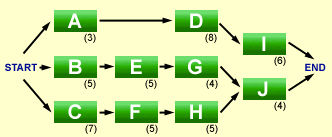 A D
(3) (8)
I
(6)
START B E G END
(5) (5) (4)
J
(4)
C F H
(7) (5) (5)